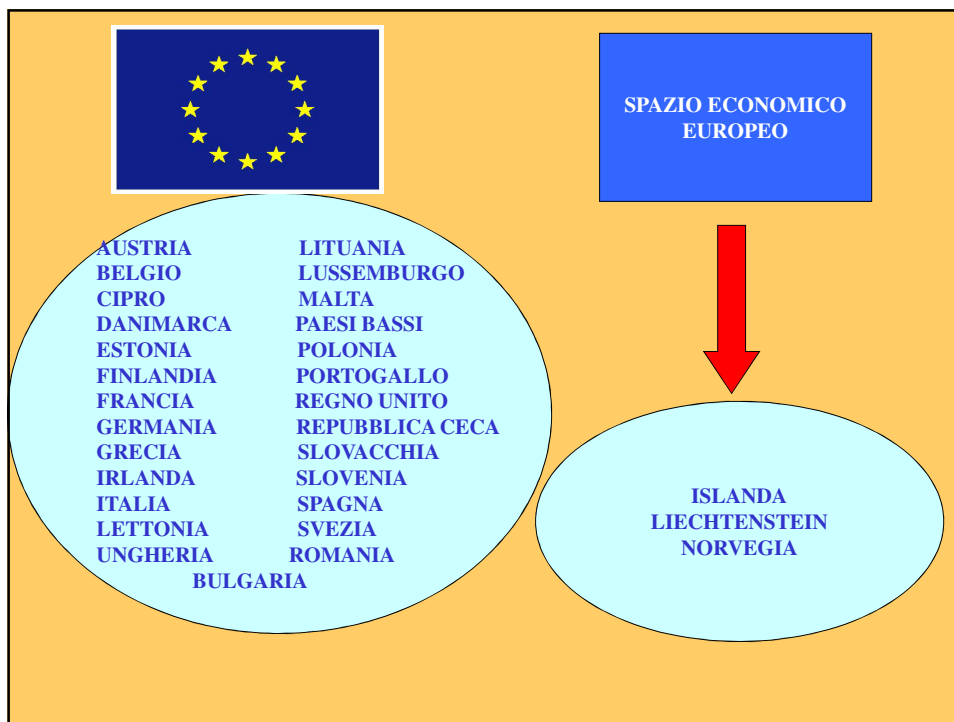 SPAZIO ECONOMICO
EUROPEO
AUSTRIA LITUANIA
BELGIO LUSSEMBURGO
CIPRO MALTA
DANIMARCA PAESI BASSI
ESTONIA POLONIA
FINLANDIA PORTOGALLO
FRANCIA REGNO UNITO
GERMANIA REPUBBLICA CECA
GRECIA SLOVACCHIA
IRLANDA SLOVENIA
ITALIA SPAGNA
LETTONIA SVEZIA
UNGHERIA ROMANIA
BULGARIA
ISLANDA
LIECHTENSTEIN
NORVEGIA